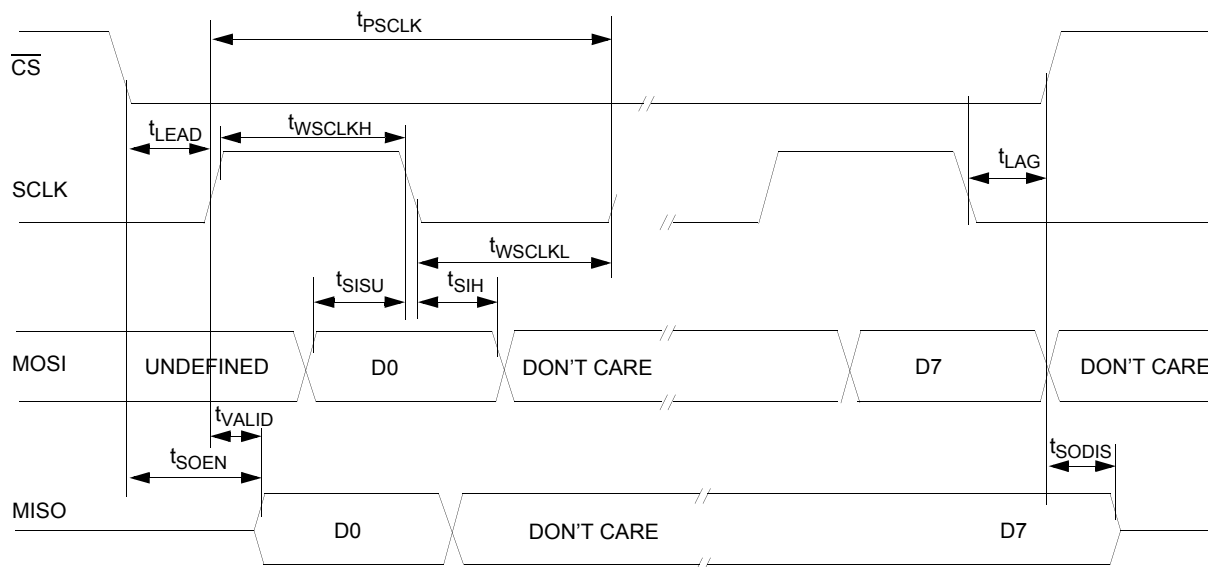 tPSCLK
CS
tLEAD
tWSCLKH
tLAG
SCLK
tWSCLKL
tSISU
tSIH
MOSI
UNDEFINED
D0
DON'T CARE
D7
DON'T CARE
tVALID
tSOEN
tSODIS
MISO
D0
DON'T CARE
D7